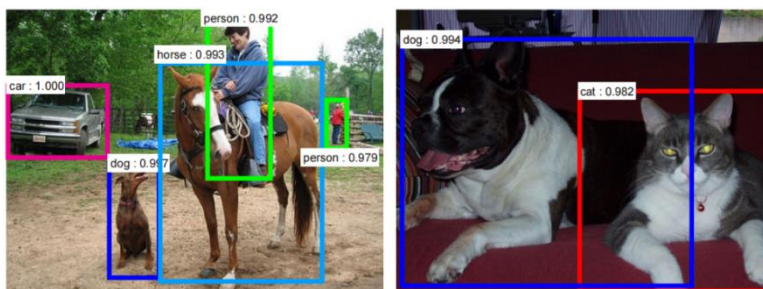 person : 0.992
horse : 0.993
car : 1.000
dog : 0.997
person : 0.979
dog : 0.994
cat : 0.982